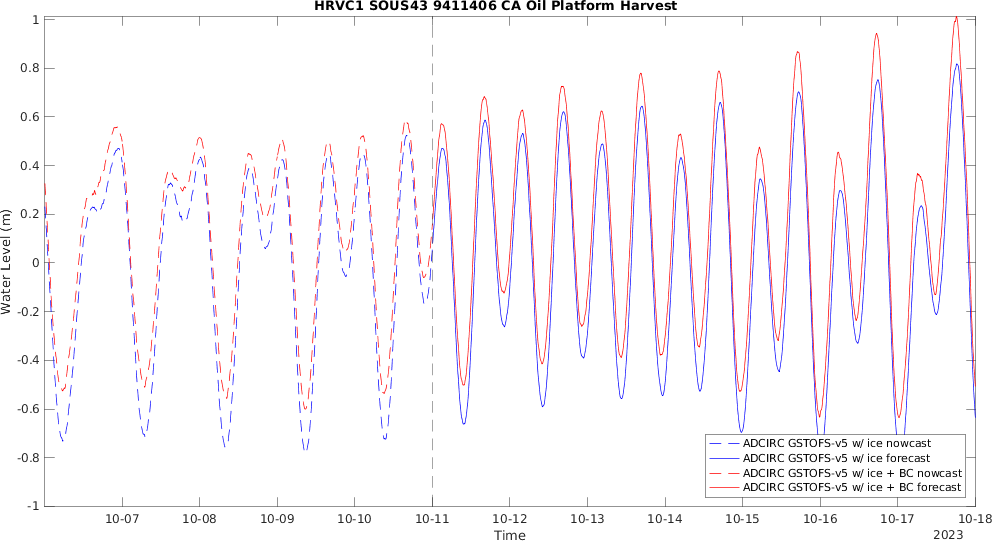 HRVC1 SOUS43 9411406 CA Oil Platform Harvest
Water Level (m)
1
0.8
0.6
0.4
0.2
0
-0.2
-0.4
-0.6
-0.8
-1
ADCIRC GSTOFS-v5 w/ ice nowcast
ADCIRC GSTOFS-v5 w/ ice forecast
ADCIRC GSTOFS-v5 w/ ice + BC nowcast
ADCIRC GSTOFS-v5 w/ ice + BC forecast
10-07 10-08 10-09 10-10 10-11 10-12 10-13 10-14 10-15 10-16 10-17 10-18
Time
2023